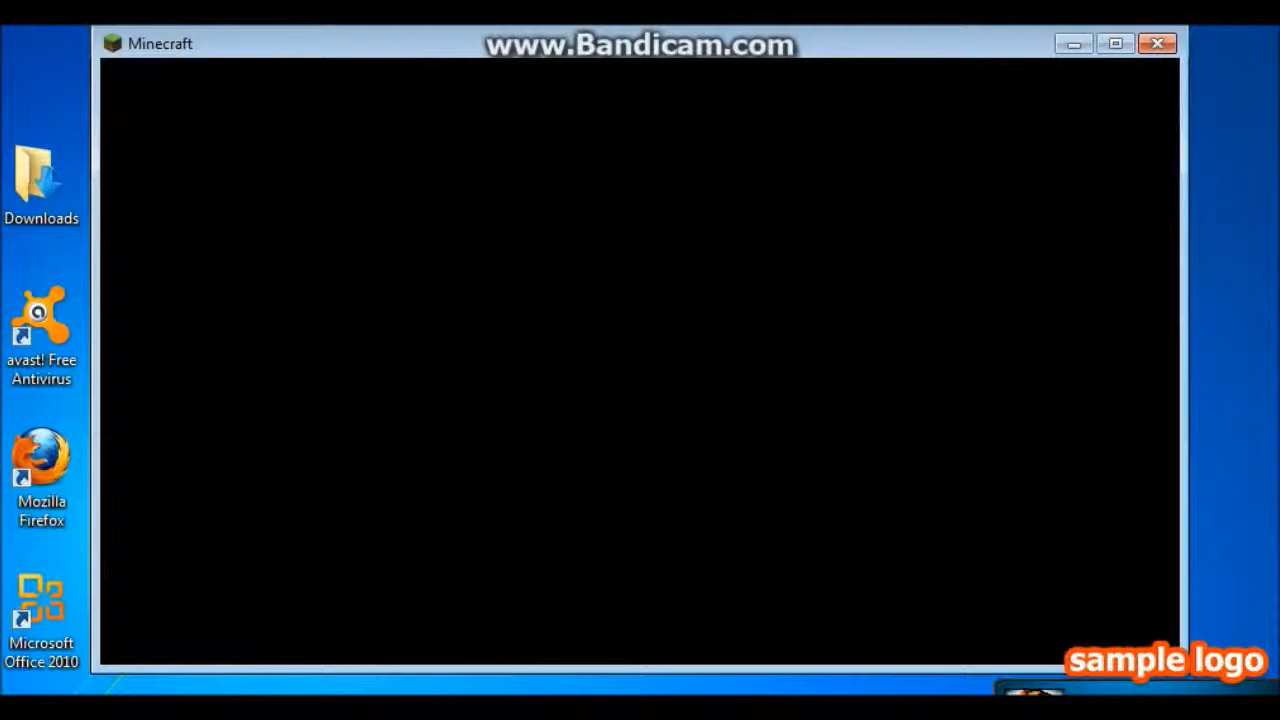 Minecraft
www.Bandicam.com
Downloads
avast! Free
Antivirus
Mozilla
Firefox
Microsoft
Office 2010
sample logo